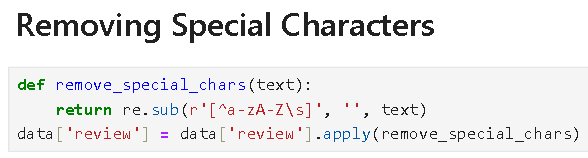 Removing Special Characters
def remove_special_chars(text):
    return re.sub(r'[^a-zA-Z\s]', '', text)
data['review'] = data['review'].apply(remove_special_chars)